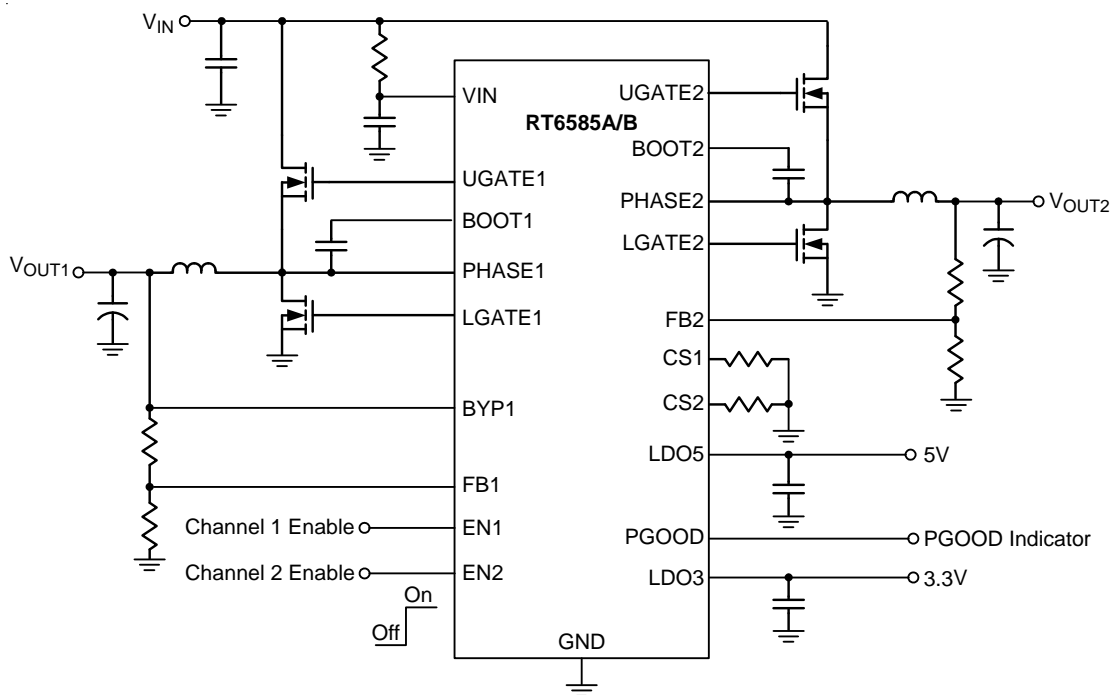 VIN
VIN
RT6585A/B
UGATE2
BOOT2
UGATE1
PHASE2
VOUT2
BOOT1
LGATE2
VOUT1
PHASE1
LGATE1
FB2
CS1
BYP1
CS2
LDO5
5V
FB1
Channel 1 Enable
EN1
PGOOD
PGOOD Indicator
Channel 2 Enable
EN2
LDO3
3.3V
On
Off
GND